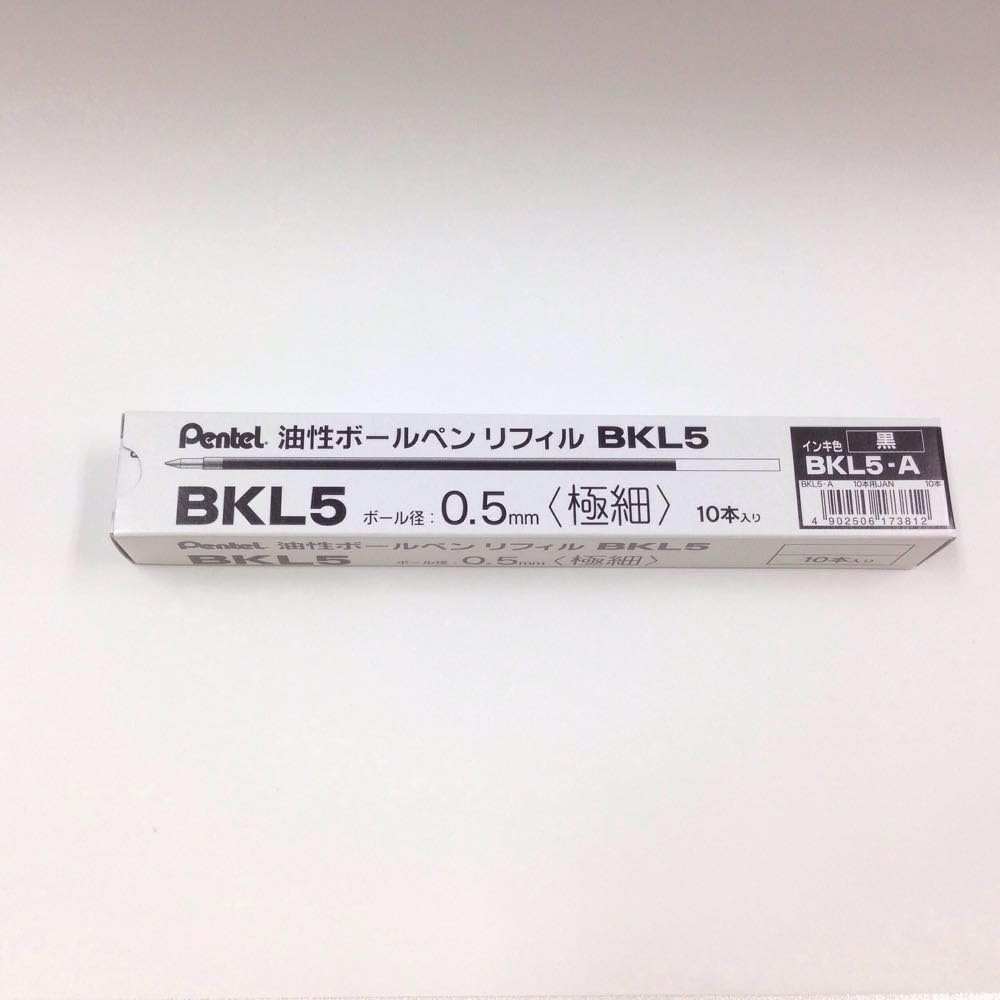 Pentel 油性ボールペン リフィル BKL5
BKL5 ボール径:0.5mm〈極細〉 10本入り
インキ色 黒
BKL5-A
BKL5-A 10本用JAN 10本
4 902506 173812
Pentel 油性ボールペン リフィル BKL5
BKL5 ボール径:0.5mm〈極細〉 10本入り